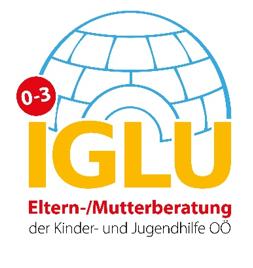 0-3
IGLU
Eltern-/Mutterberatung
der Kinder- und Jugendhilfe OÖ